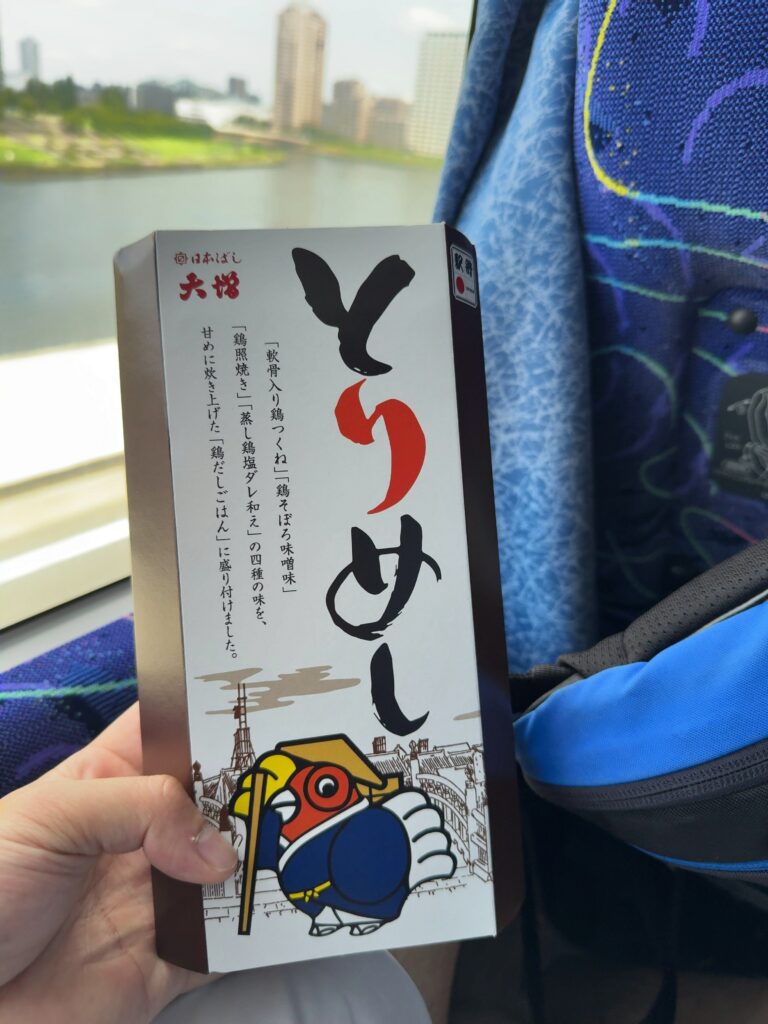 日本ばし
大増
とりめし
駅弁
「軟骨入り鶏つくね」「鶏そぼろ味噌味」
「鶏照焼き」「蒸し鶏塩ダレ和え」の四種の味を、
甘めに炊き上げた「鶏だしごはん」に盛り付けました。